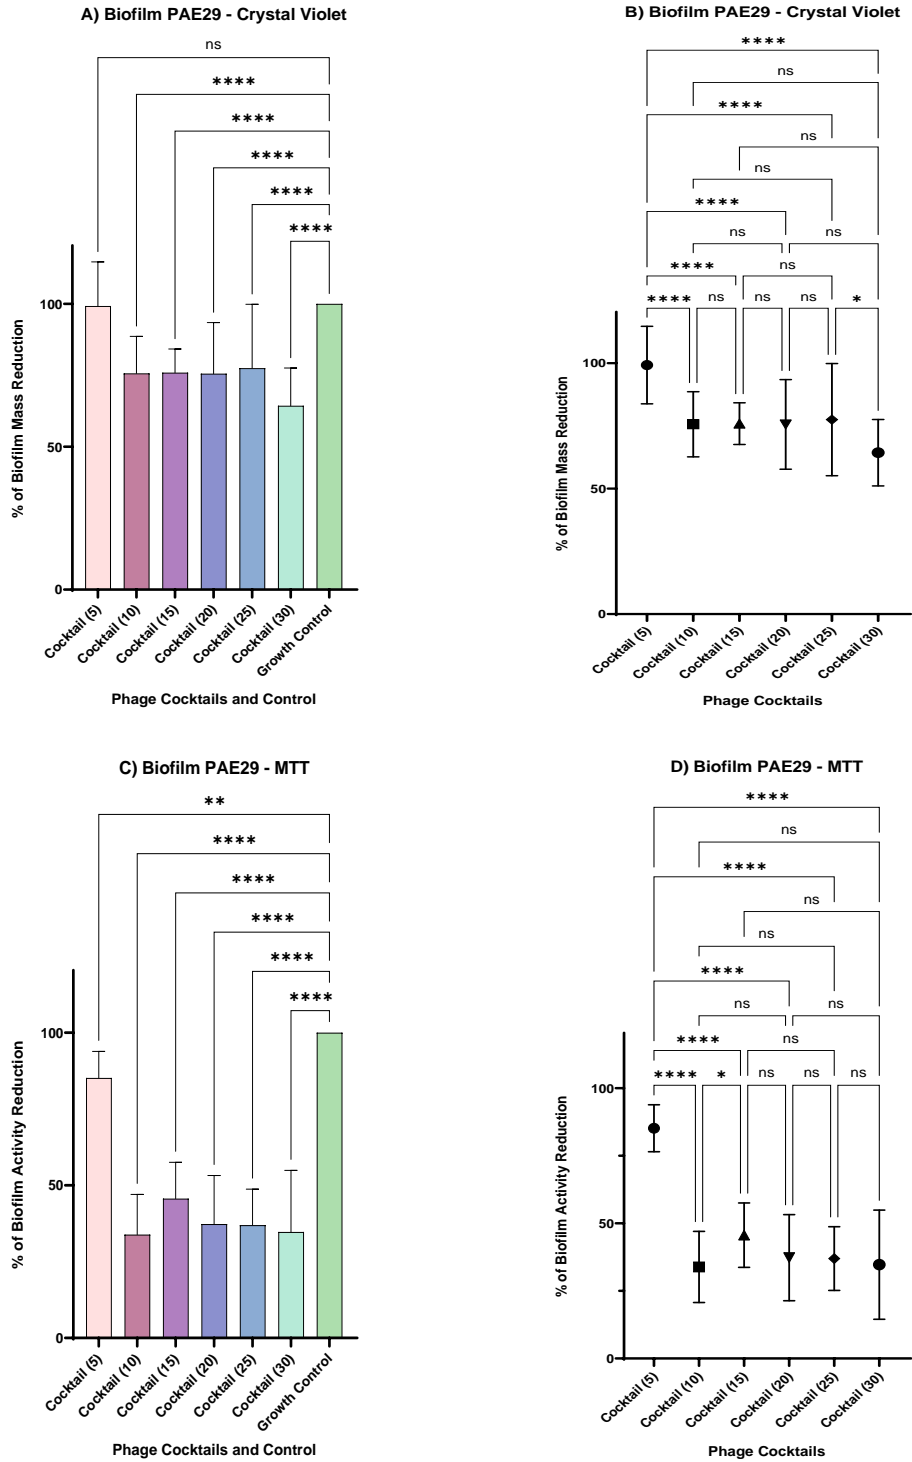 A) Biofilm PAE29 - Crystal Violet
ns
****
****
****
****
****
% of Biofilm Mass Reduction
100
50
0
Cocktail (5)
Cocktail (10)
Cocktail (15)
Cocktail (20)
Cocktail (25)
Cocktail (30)
Growth Control
Phage Cocktails and Control
B) Biofilm PAE29 - Crystal Violet
****
ns
****
ns
ns
****
ns
ns
****
ns
**** ns ns ns *
% of Biofilm Mass Reduction
100
50
0
Cocktail (5)
Cocktail (10)
Cocktail (15)
Cocktail (20)
Cocktail (25)
Cocktail (30)
Phage Cocktails
C) Biofilm PAE29 - MTT
**
****
****
****
****
****
% of Biofilm Activity Reduction
100
50
0
Cocktail (5)
Cocktail (10)
Cocktail (15)
Cocktail (20)
Cocktail (25)
Cocktail (30)
Growth Control
Phage Cocktails and Control
D) Biofilm PAE29 - MTT
****
ns
****
ns
ns
****
ns ns
****
ns
**** * ns ns ns
% of Biofilm Activity Reduction
100
50
0
Cocktail (5)
Cocktail (10)
Cocktail (15)
Cocktail (20)
Cocktail (25)
Cocktail (30)
Phage Cocktails